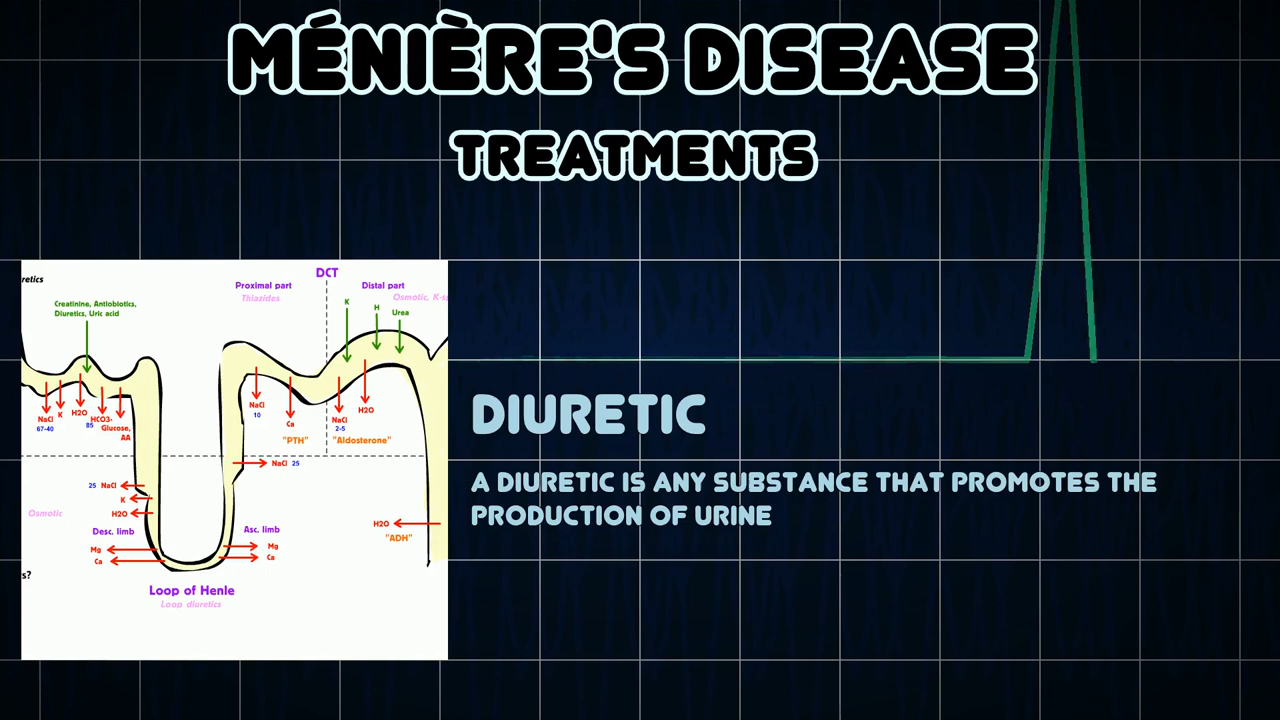 MÉNIÈRE'S DISEASE
TREATMENTS
retics
DCT
Proximal part
Distal part
Thiazides
Osmotic, K-s
Creatinine, Antiobiotics,
Diuretics, Uric acid
K
H
Urea
NaCl
67-40
K
H2O
85
HCO3-
Glucose,
AA
NaCl
10
Ca
"PTH"
NaCl
2-5
H2O
"Aldosterone"
NaCl 25
25 NaCl
K
H2O
Osmotic
Desc. limb
Asc. limb
Mg
Ca
Mg
Ca
H2O
"ADH"
s?
Loop of Henle
Loop diuretics
DIURETIC
A DIURETIC IS ANY SUBSTANCE THAT PROMOTES THE
PRODUCTION OF URINE